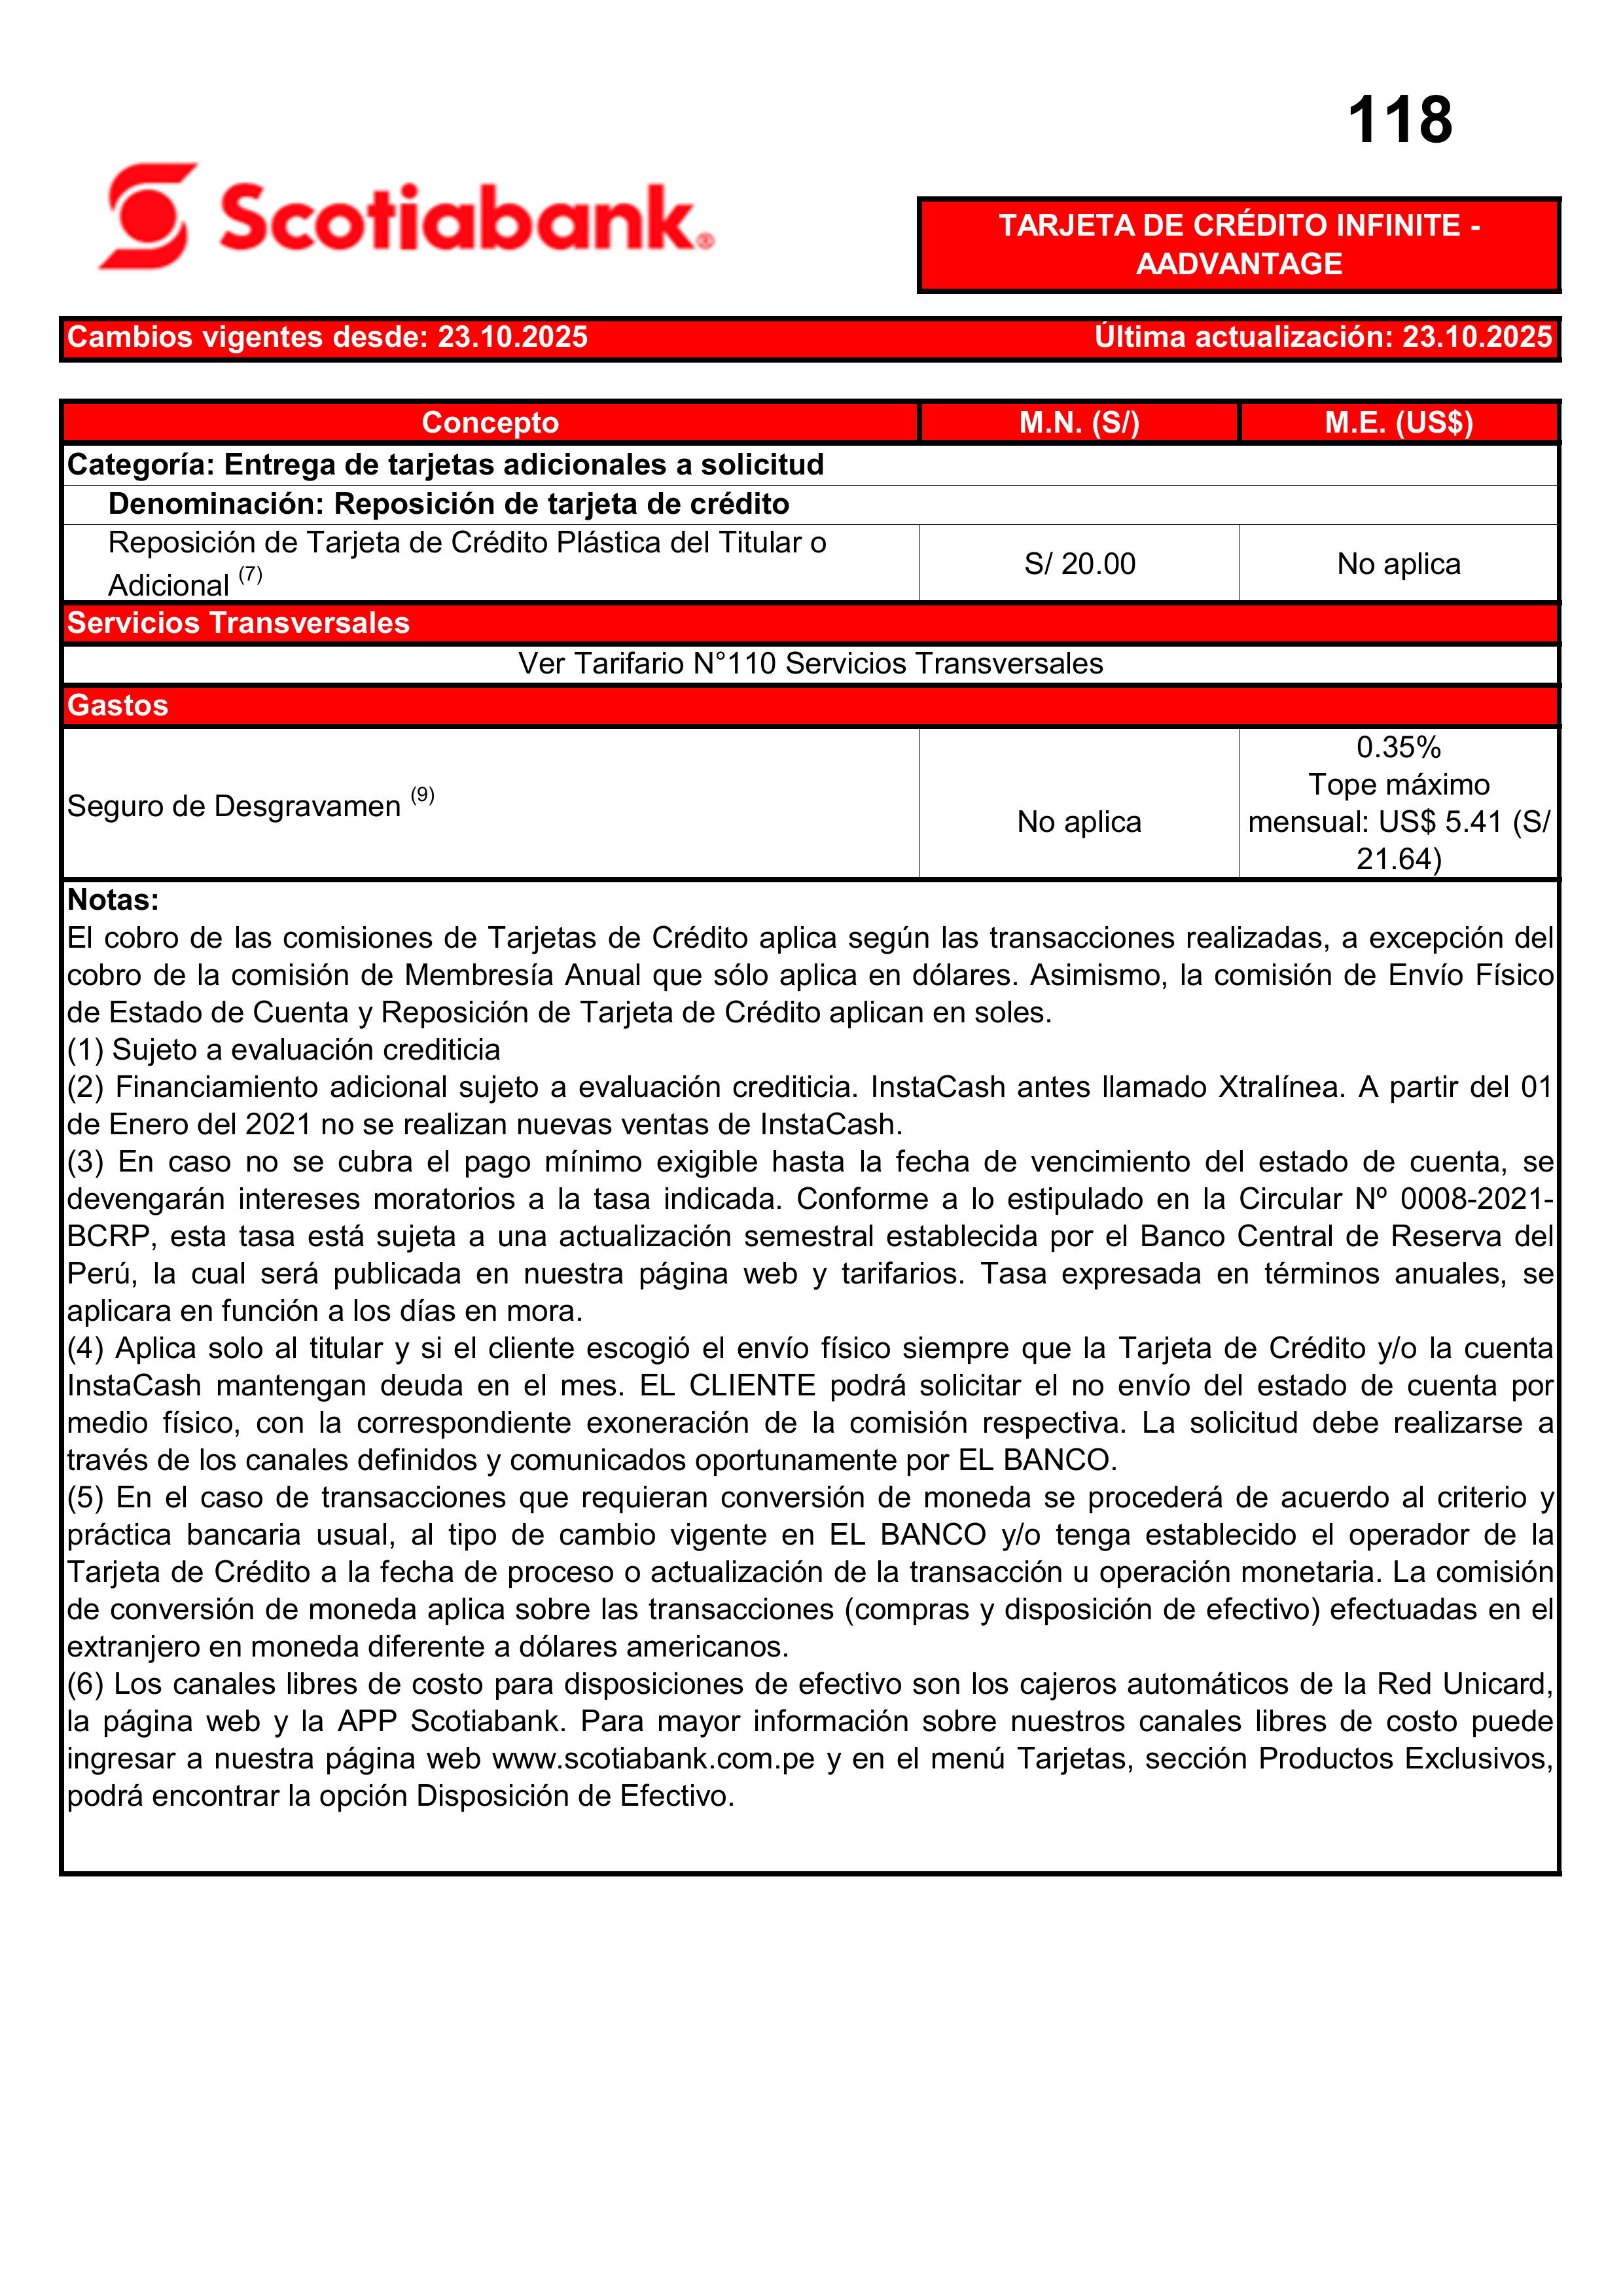 118
Scotiabank®
TARJETA DE CRÉDITO INFINITE -
AADVANTAGE
Cambios vigentes desde: 23.10.2025 Última actualización: 23.10.2025
Concepto M.N. (S/) M.E. (US$)
Categoría: Entrega de tarjetas adicionales a solicitud
Denominación: Reposición de tarjeta de crédito
Reposición de Tarjeta de Crédito Plástica del Titular o
Adicional (7)
S/ 20.00 No aplica
Servicios Transversales
Ver Tarifario N°110 Servicios Transversales
Gastos
Seguro de Desgravamen (9)
No aplica
0.35%
Tope máximo
mensual: US$ 5.41 (S/
21.64)
Notas:
El cobro de las comisiones de Tarjetas de Crédito aplica según las transacciones realizadas, a excepción del
cobro de la comisión de Membresía Anual que sólo aplica en dólares. Asimismo, la comisión de Envío Físico
de Estado de Cuenta y Reposición de Tarjeta de Crédito aplican en soles.
(1) Sujeto a evaluación crediticia
(2) Financiamiento adicional sujeto a evaluación crediticia. InstaCash antes llamado Xtralínea. A partir del 01
de Enero del 2021 no se realizan nuevas ventas de InstaCash.
(3) En caso no se cubra el pago mínimo exigible hasta la fecha de vencimiento del estado de cuenta, se
devengarán intereses moratorios a la tasa indicada. Conforme a lo estipulado en la Circular Nº 0008-2021-
BCRP, esta tasa está sujeta a una actualización semestral establecida por el Banco Central de Reserva del
Perú, la cual será publicada en nuestra página web y tarifarios. Tasa expresada en términos anuales, se
aplicara en función a los días en mora.
(4) Aplica solo al titular y si el cliente escogió el envío físico siempre que la Tarjeta de Crédito y/o la cuenta
InstaCash mantengan deuda en el mes. EL CLIENTE podrá solicitar el no envío del estado de cuenta por
medio físico, con la correspondiente exoneración de la comisión respectiva. La solicitud debe realizarse a
través de los canales definidos y comunicados oportunamente por EL BANCO.
(5) En el caso de transacciones que requieran conversión de moneda se procederá de acuerdo al criterio y
práctica bancaria usual, al tipo de cambio vigente en EL BANCO y/o tenga establecido el operador de la
Tarjeta de Crédito a la fecha de proceso o actualización de la transacción u operación monetaria. La comisión
de conversión de moneda aplica sobre las transacciones (compras y disposición de efectivo) efectuadas en el
extranjero en moneda diferente a dólares americanos.
(6) Los canales libres de costo para disposiciones de efectivo son los cajeros automáticos de la Red Unicard,
la página web y la APP Scotiabank. Para mayor información sobre nuestros canales libres de costo puede
ingresar a nuestra página web www.scotiabank.com.pe y en el menú Tarjetas, sección Productos Exclusivos,
podrá encontrar la opción Disposición de Efectivo.